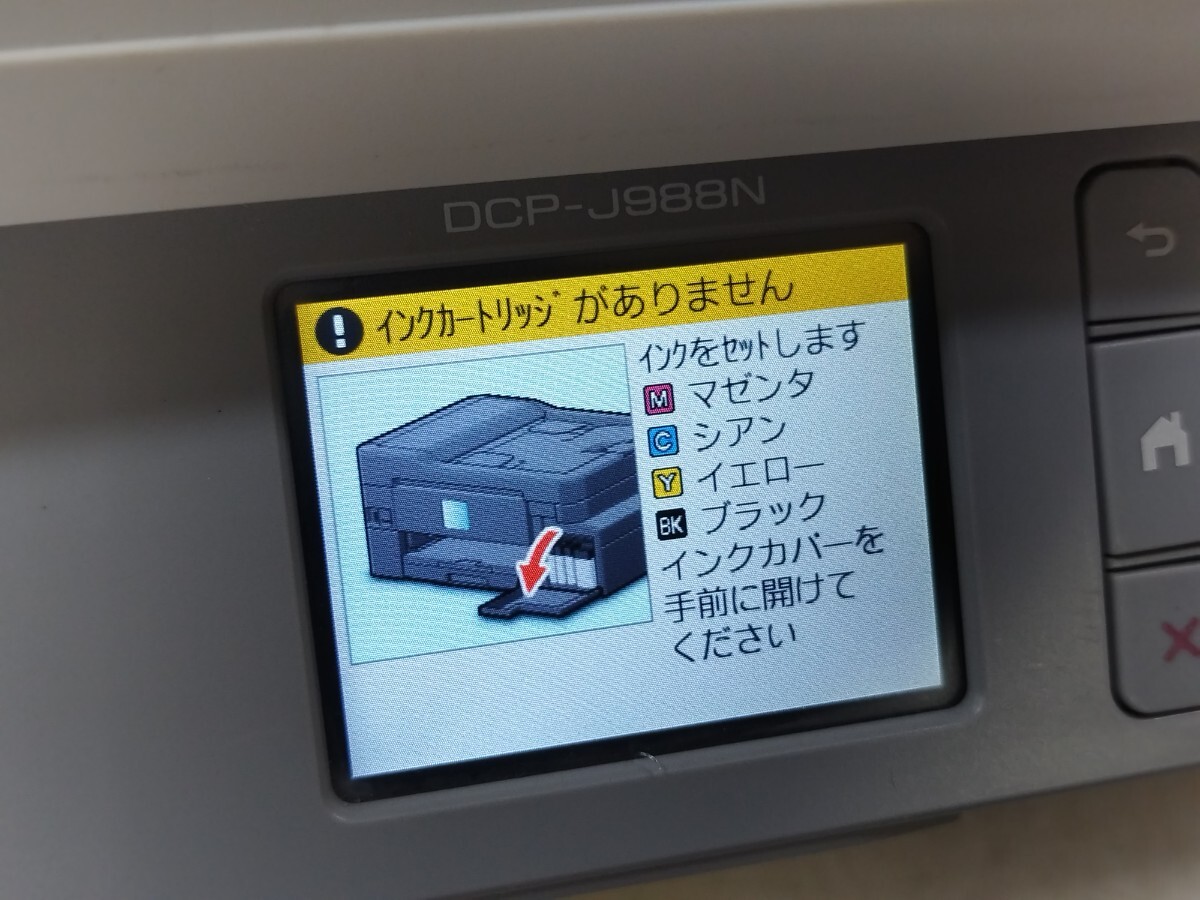 DCP-J988N
! インクカートリッジがありません
インクをセットします
M マゼンタ
C シアン
Y イエロー
BK ブラック
インクカバーを
手前に開けて
ください